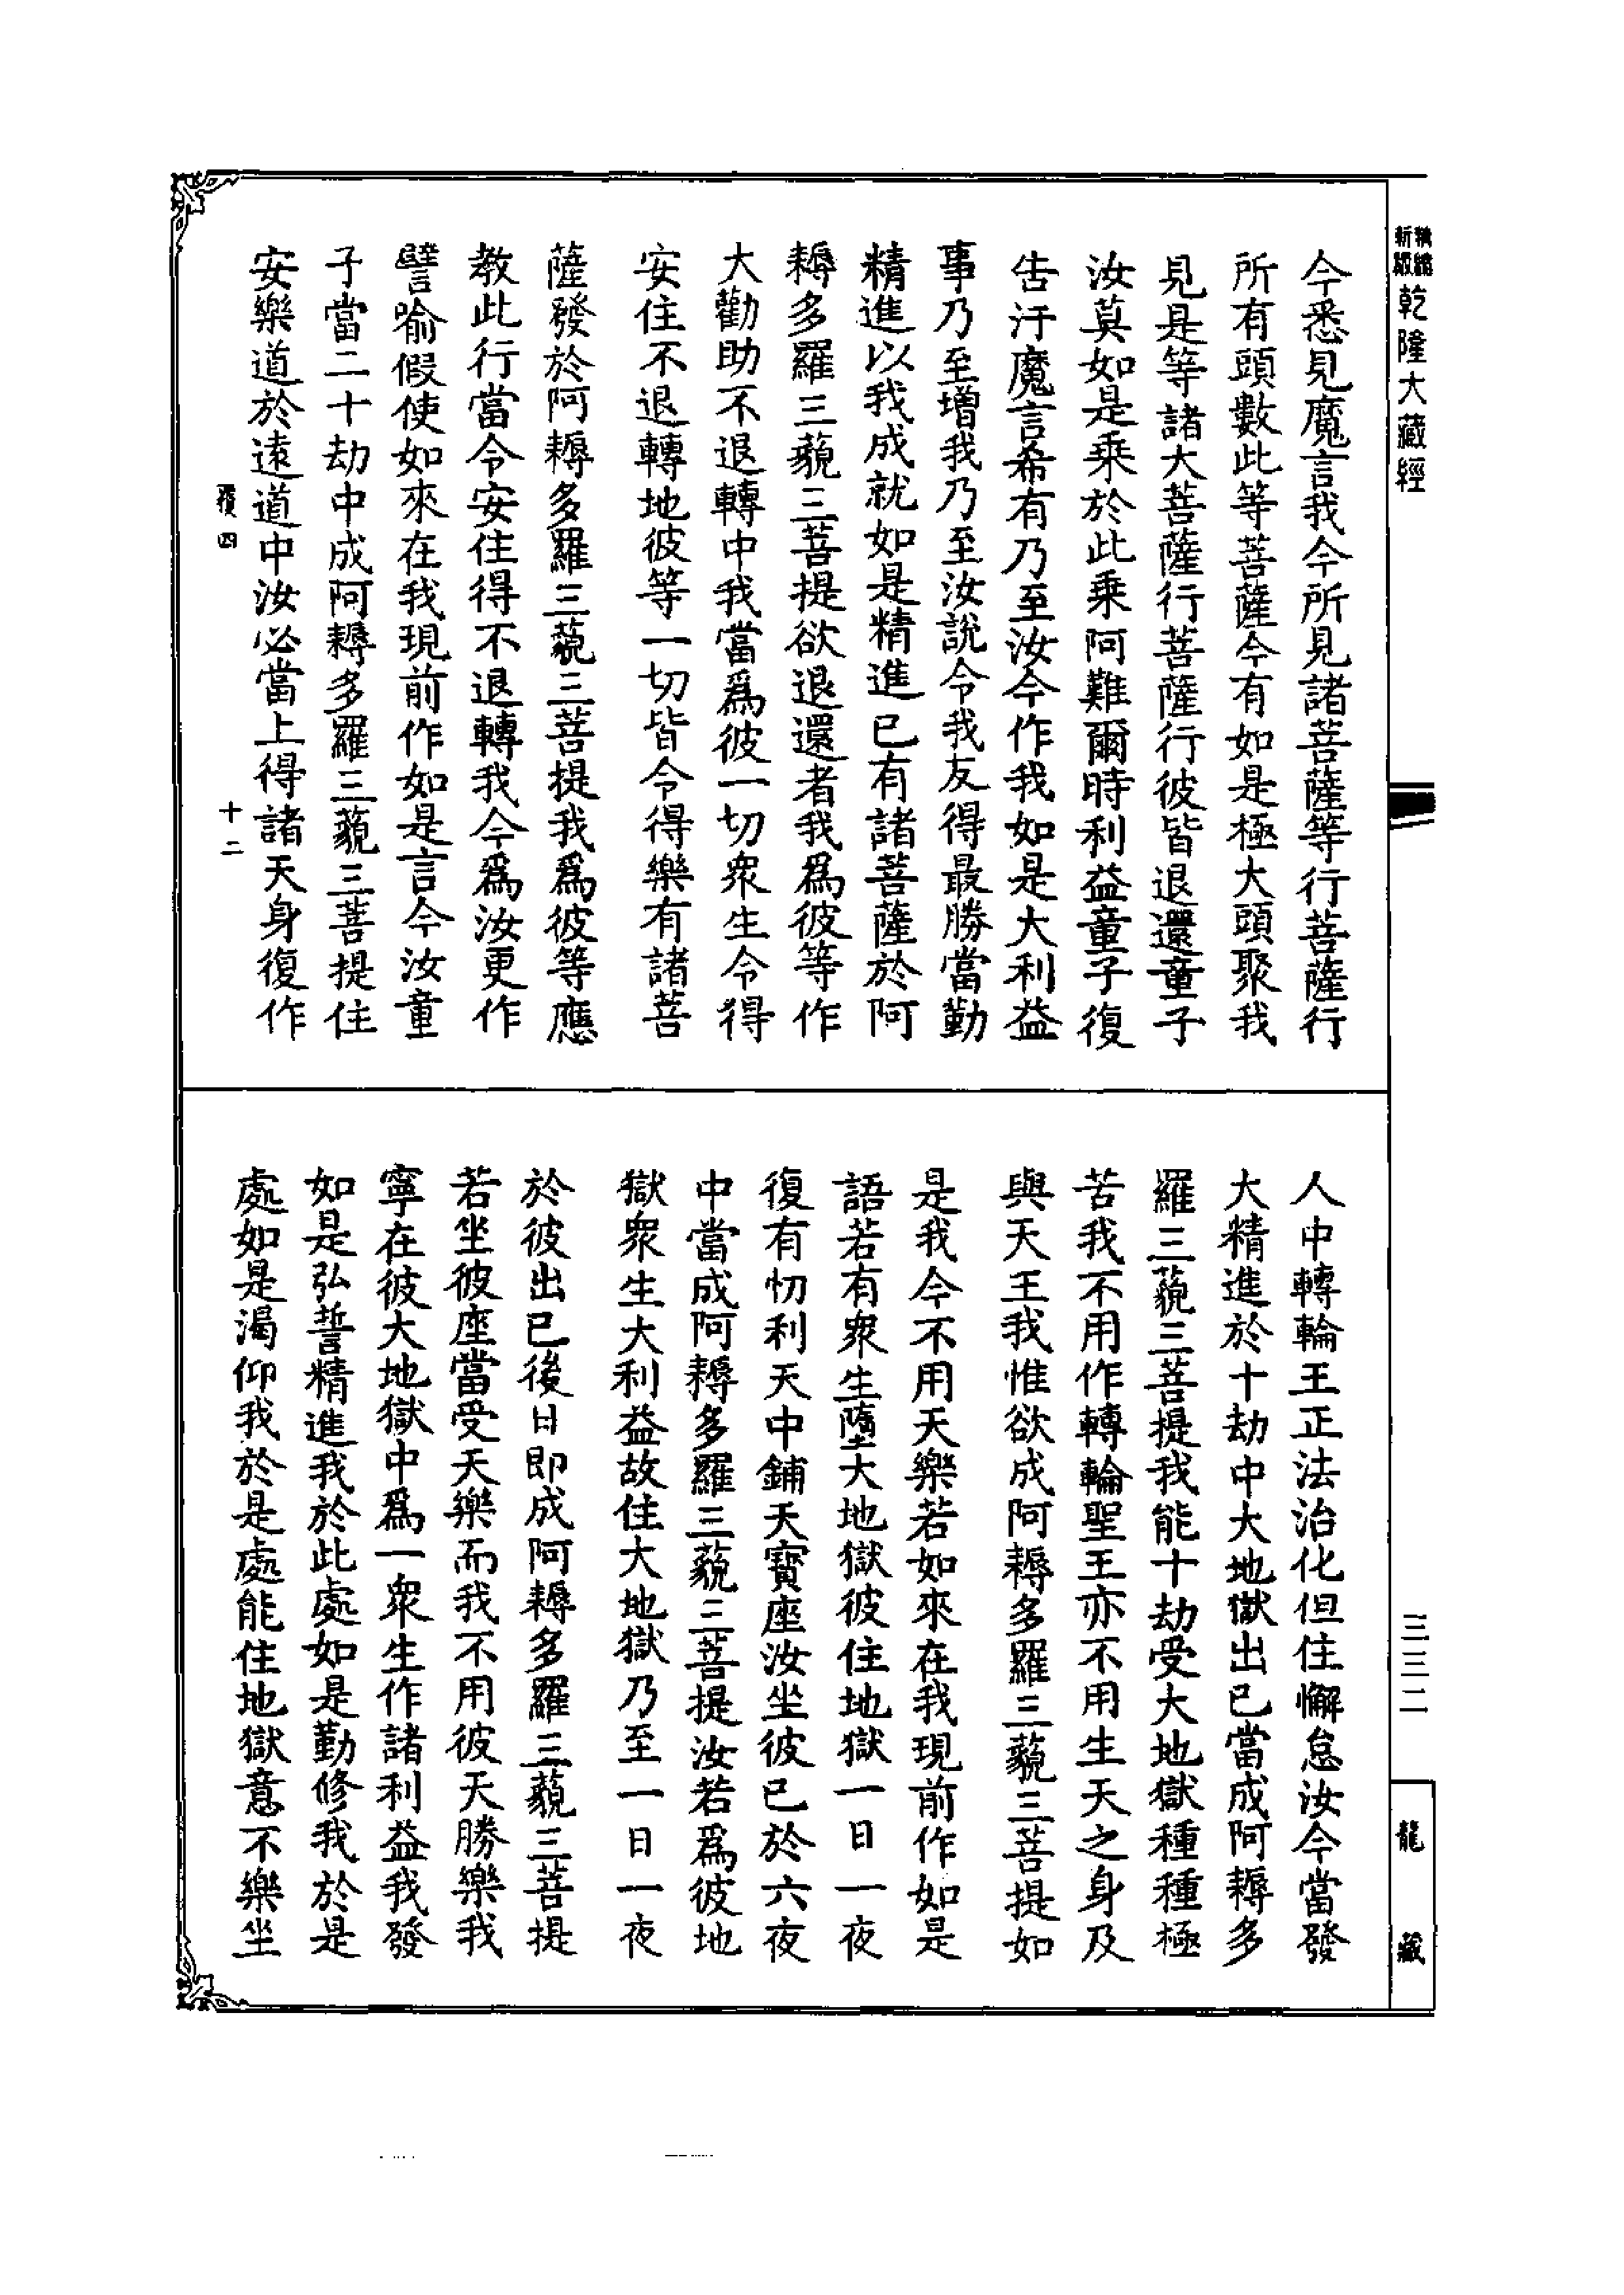 精編
新版
乾隆大藏經
今悉見魔言我今所見諸菩薩等行菩薩行
所有頭數此等菩薩今有如是極大頭聚我
見是等諸大菩薩行菩薩行彼皆退還童子
汝莫如是乘於此乘阿難爾時利益童子復
告汙魔言希有乃至汝今作我如是大利益
事乃至增我乃至汝說令我友得最勝當勤
精進以我成就如是精進已有諸菩薩於阿
耨多羅三藐三菩提欲退還者我為彼等作
大勸助不退轉中我當為彼一切眾生令得
安住不退轉地彼等一切皆令得樂有諸菩
薩發於阿耨多羅三藐三菩提我為彼等應
教此行當令安住得不退轉我今為汝更作
譬喻假使如來在我現前作如是言今汝童
子當二十劫中成阿耨多羅三藐三菩提住
安樂道於遠道中汝必當上得諸天身復作
覆四
十二
人中轉輪王正法治化但住懈怠汝今當發
大精進於十劫中大地獄出已當成阿耨多
羅三藐三菩提我能十劫受大地獄種種極
苦我不用作轉輪聖王亦不用生天之身及
與天王我惟欲成阿耨多羅三藐三菩提如
是我今不用天樂若如來在我現前作如是
語若有眾生墮大地獄彼住地獄一日一夜
復有忉利天中鋪天寶座汝坐彼已於六夜
中當成阿耨多羅三藐三菩提汝若為彼地
獄眾生大利益故住大地獄乃至一日一夜
於彼出已後日即成阿耨多羅三藐三菩提
若坐彼座當受天樂而我不用彼天勝樂我
寧在彼大地獄中為一眾生作諸利益我發
如是弘誓精進我於此處如是勤修我於是
處如是渴仰我於是處能住地獄意不樂坐
三三二
龍藏